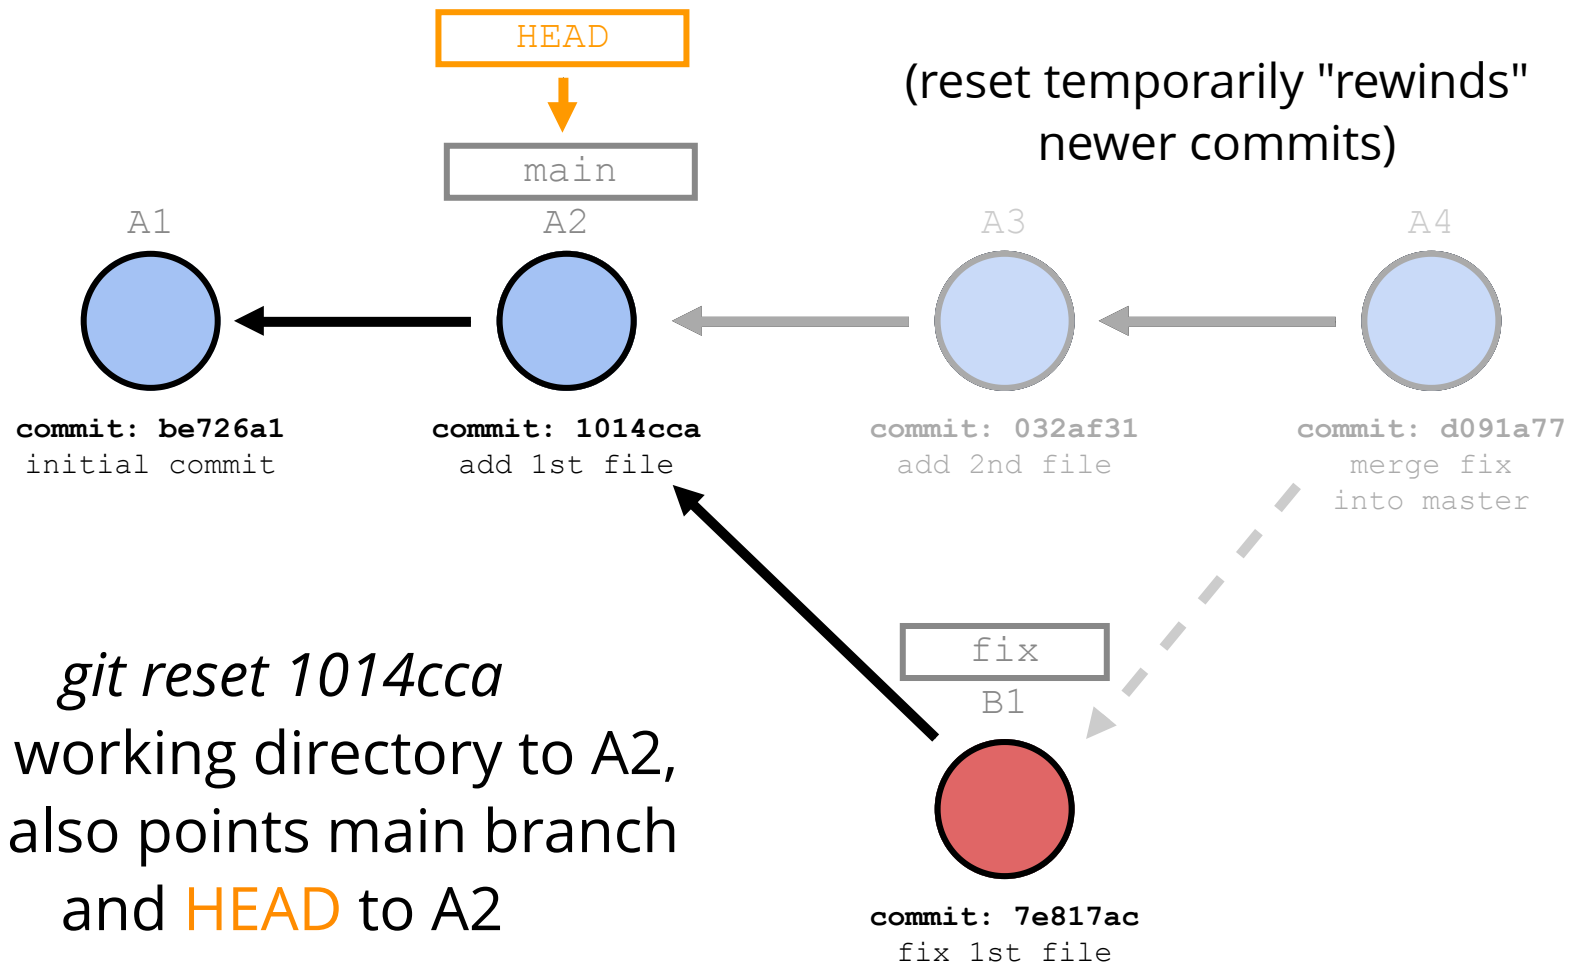 HEAD
(reset temporarily "rewinds"
newer commits)
main
A1
A2
A3
A4
commit: be726a1
initial commit
commit: 1014cca
add 1st file
commit: 032af31
add 2nd file
commit: d091a77
merge fix
into master
fix
B1
git reset 1014cca
working directory to A2,
also points main branch
and HEAD to A2
commit: 7e817ac
fix 1st file